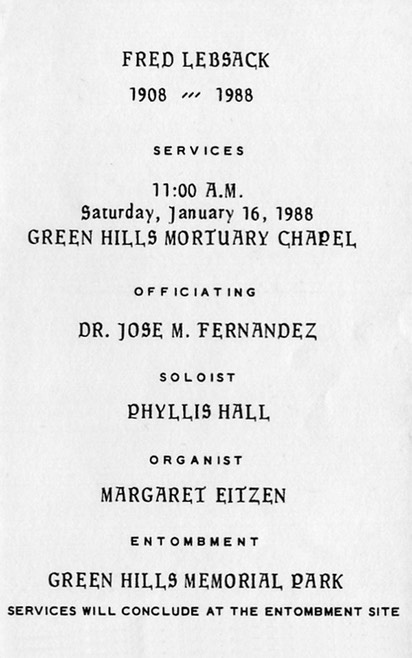 FRED LEBSACK
1908 ~~~ 1988
SERVICES
11:00 A.M.
Saturday, January 16, 1988
GREEN HILLS MORTUARY CHAPEL
OFFICIATING
DR. JOSE M. FERNANDEZ
SOLOIST
PHYLLIS HALL
ORGANIST
MARGARET EITZEN
ENTOMBMENT
GREEN HILLS MEMORIAL PARK
SERVICES WILL CONCLUDE AT THE ENTOMBMENT SITE